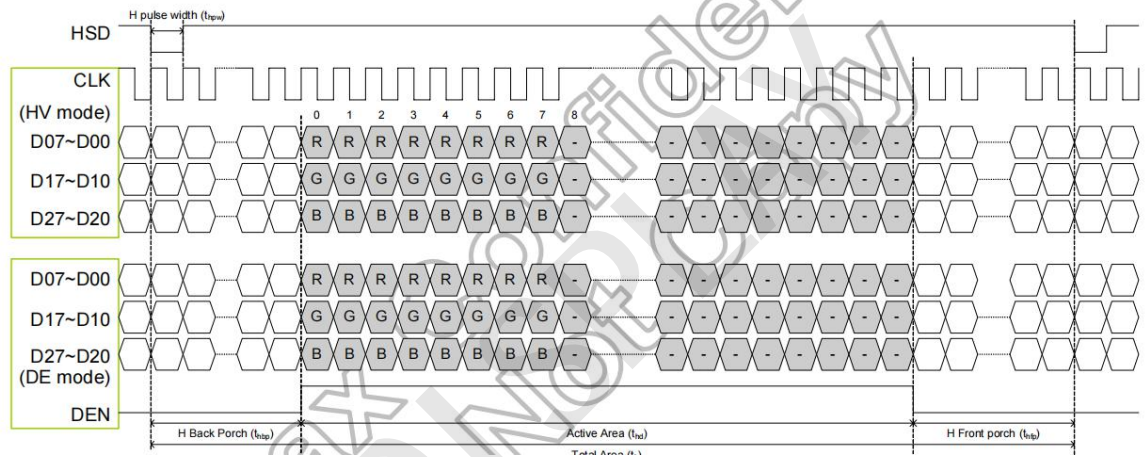 H pulse width (thpw)
HSD
CLK
(HV mode)
0 1 2 3 4 5 6 7 8
D07~D00 R R R R R R R R - - - - - - - - -
D17~D10 G G G G G G G G - - - - - - - - -
D27~D20 B B B B B B B B - - - - - - - - -
D07~D00 R R R R R R R R - - - - - - - - -
D17~D10 G G G G G G G G - - - - - - - - -
D27~D20 B B B B B B B B - - - - - - - - -
(DE mode)
DEN
H Back Porch (thbp) Active Area (thd) H Front porch (thfp)
Total Area
Not Copy